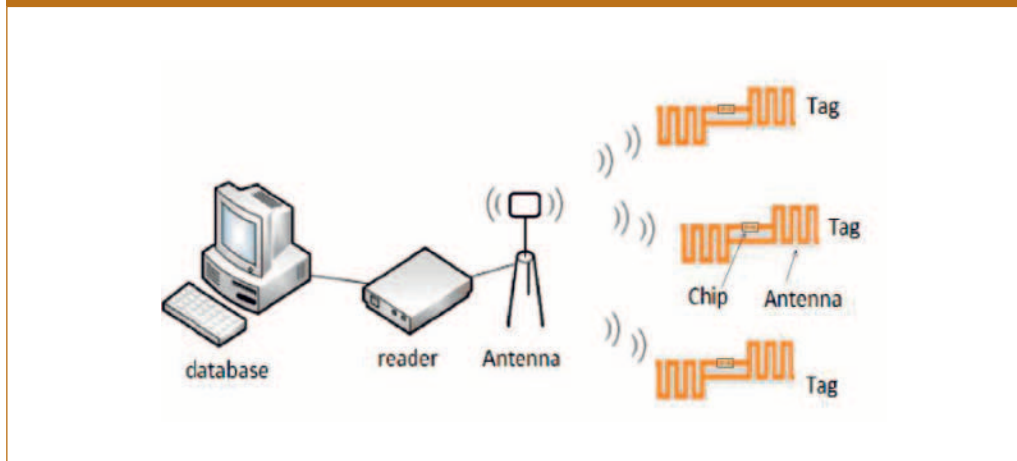 Tag
Tag
Chip
Antenna
database
reader
Antenna
Tag